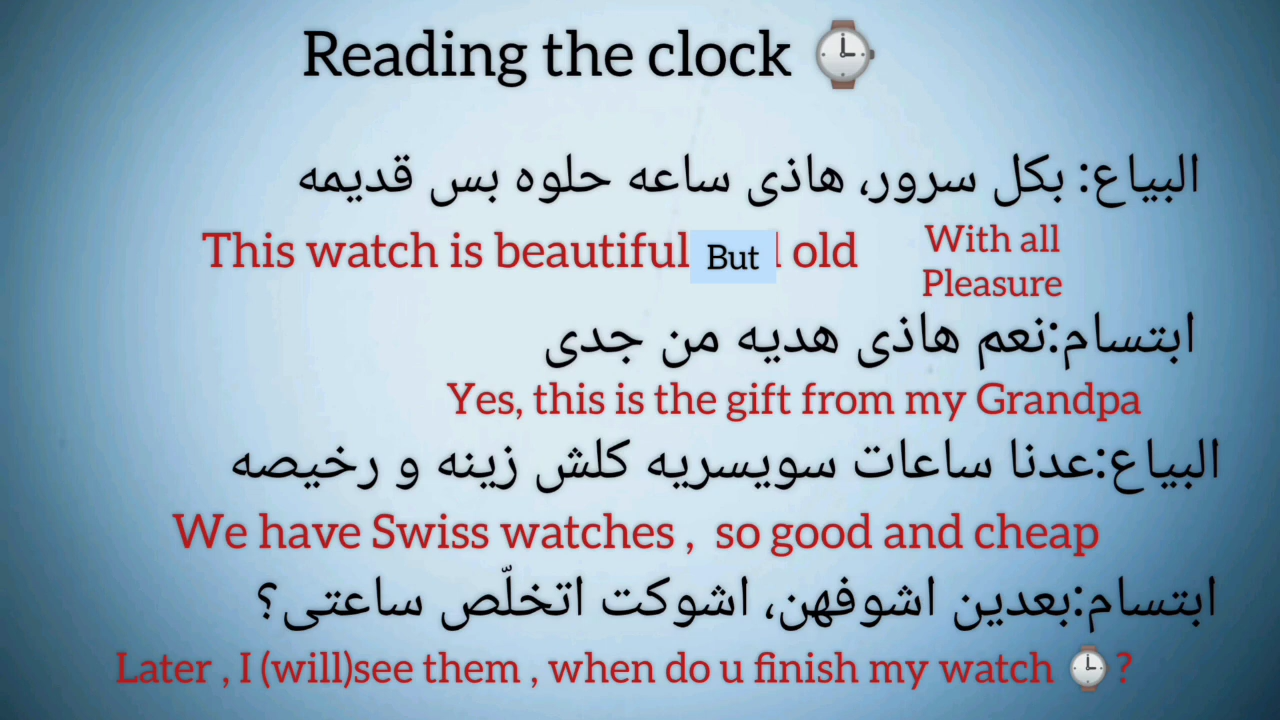 Reading the clock
البياع: بكل سرور، هاذى ساعه حلوه بس قديمه
This watch is beautiful But old
With all
Pleasure
ابتسام:نعم هاذى هديه من جدى
Yes, this is the gift from my Grandpa
البياع:عدنا ساعات سويسريه كلش زينه و رخيصه
We have Swiss watches , so good and cheap
ابتسام:بعدين اشوفهن، اشوكت اتخلّص ساعتى؟
Later , I (will)see them , when do u finish my watch ?